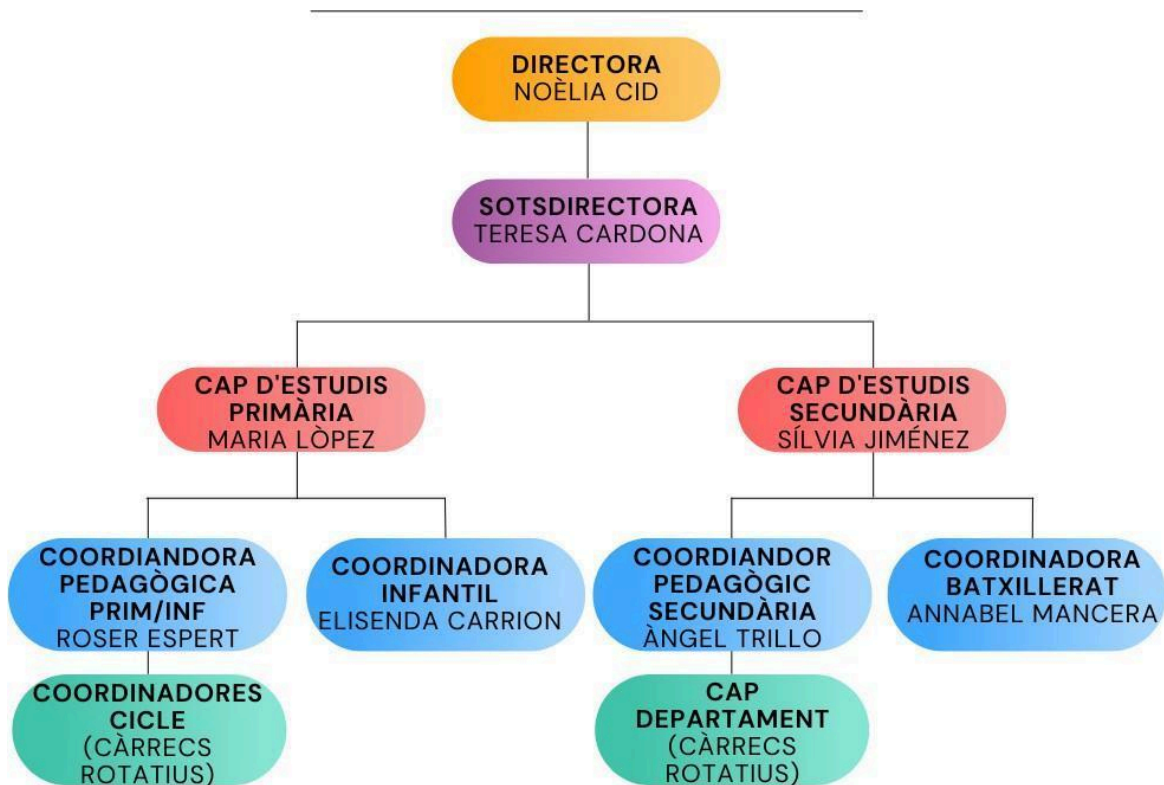 DIRECTORA
NOÈLIA CID
SOTSDIRECTORA
TERESA CARDONA
CAP D'ESTUDIS
PRIMÀRIA
MARIA LÒPEZ
CAP D'ESTUDIS
SECUNDÀRIA
SÍLVIA JIMÉNEZ
COORDIANDORA
PEDAGÒGICA
PRIM/INF
ROSER ESPERT
COORDINADORA
INFANTIL
ELISENDA CARRION
COORDIANDOR
PEDAGÒGIC
SECUNDÀRIA
ÀNGEL TRILLO
COORDINADORA
BATXILLERAT
ANNABEL MANCERA
COORDINADORES
CICLE
(CÀRRECS
ROTATIUS)
CAP
DEPARTAMENT
(CÀRRECS
ROTATIUS)